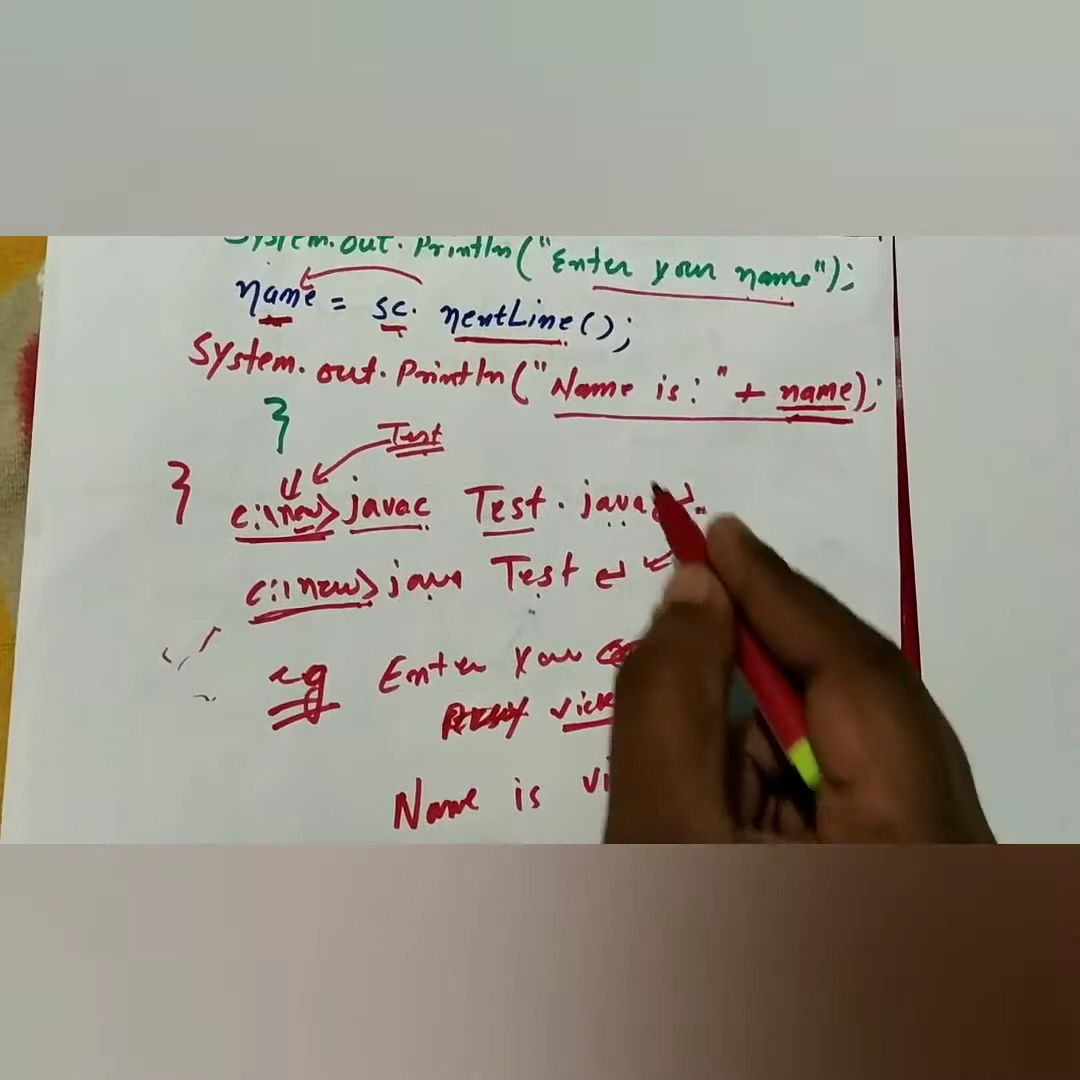 System.out.Println("Enter your name");
name = sc. nextLine();
System.out.Println("Name is:" + name);
}
Test
} c:\new>javac Test.java ↵
c:\new>java Test ↵
eg Enter your
Name is